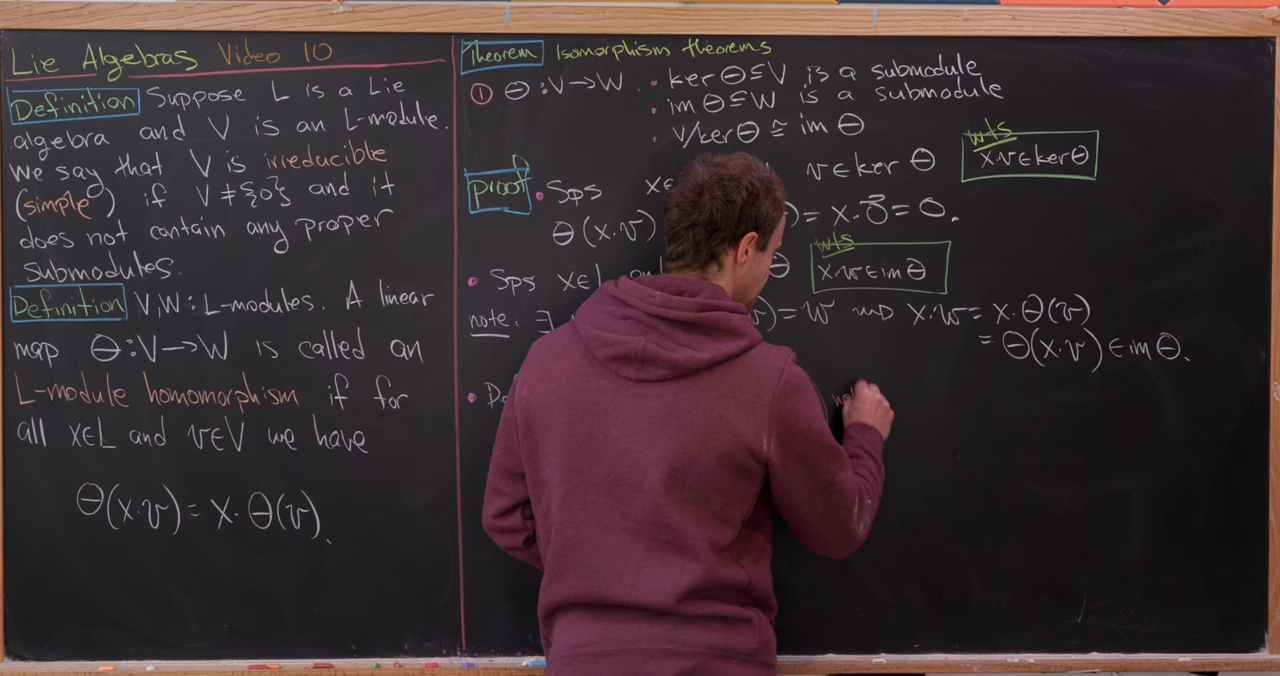 Lie Algebras Video 10
Definition Suppose L is a Lie
algebra and V is an L-module.
We say that V is irreducible
(simple) if V ≠ {0} and it
does not contain any proper
submodules.
Definition V, W : L-modules. A linear
map Θ : V → W is called an
L-module homomorphism if for
all x ∈ L and v ∈ V we have
Θ(x·v) = x·Θ(v).
Theorem Isomorphism theorems
① Θ : V → W • ker Θ ⊆ V is a submodule
• im Θ ⊆ W is a submodule
• V/ker Θ ≅ im Θ
proof • Sps x ∈ v ∈ ker Θ
wts
x·v ∈ ker Θ
Θ(x·v) ) = x·0⃗ = 0.
• Sps x ∈ L Θ
wts
x·w ∈ im Θ
note: ∃ ) = w ⇝ x·w = x·Θ(v)
= Θ(x·v) ∈ im Θ.
•